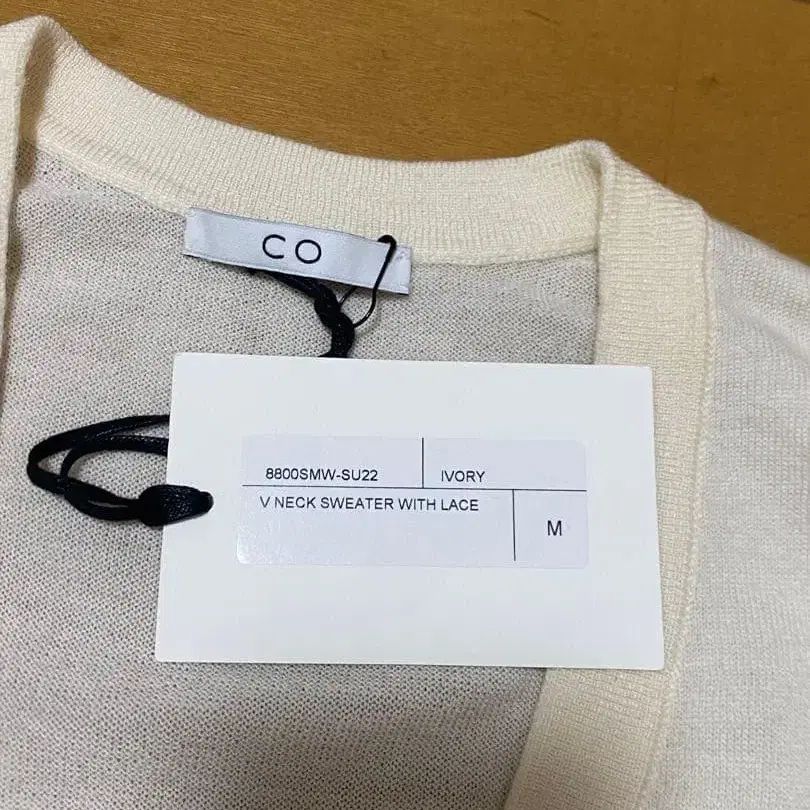 CO
8800SMW-SU22 IVORY
V NECK SWEATER WITH LACE M